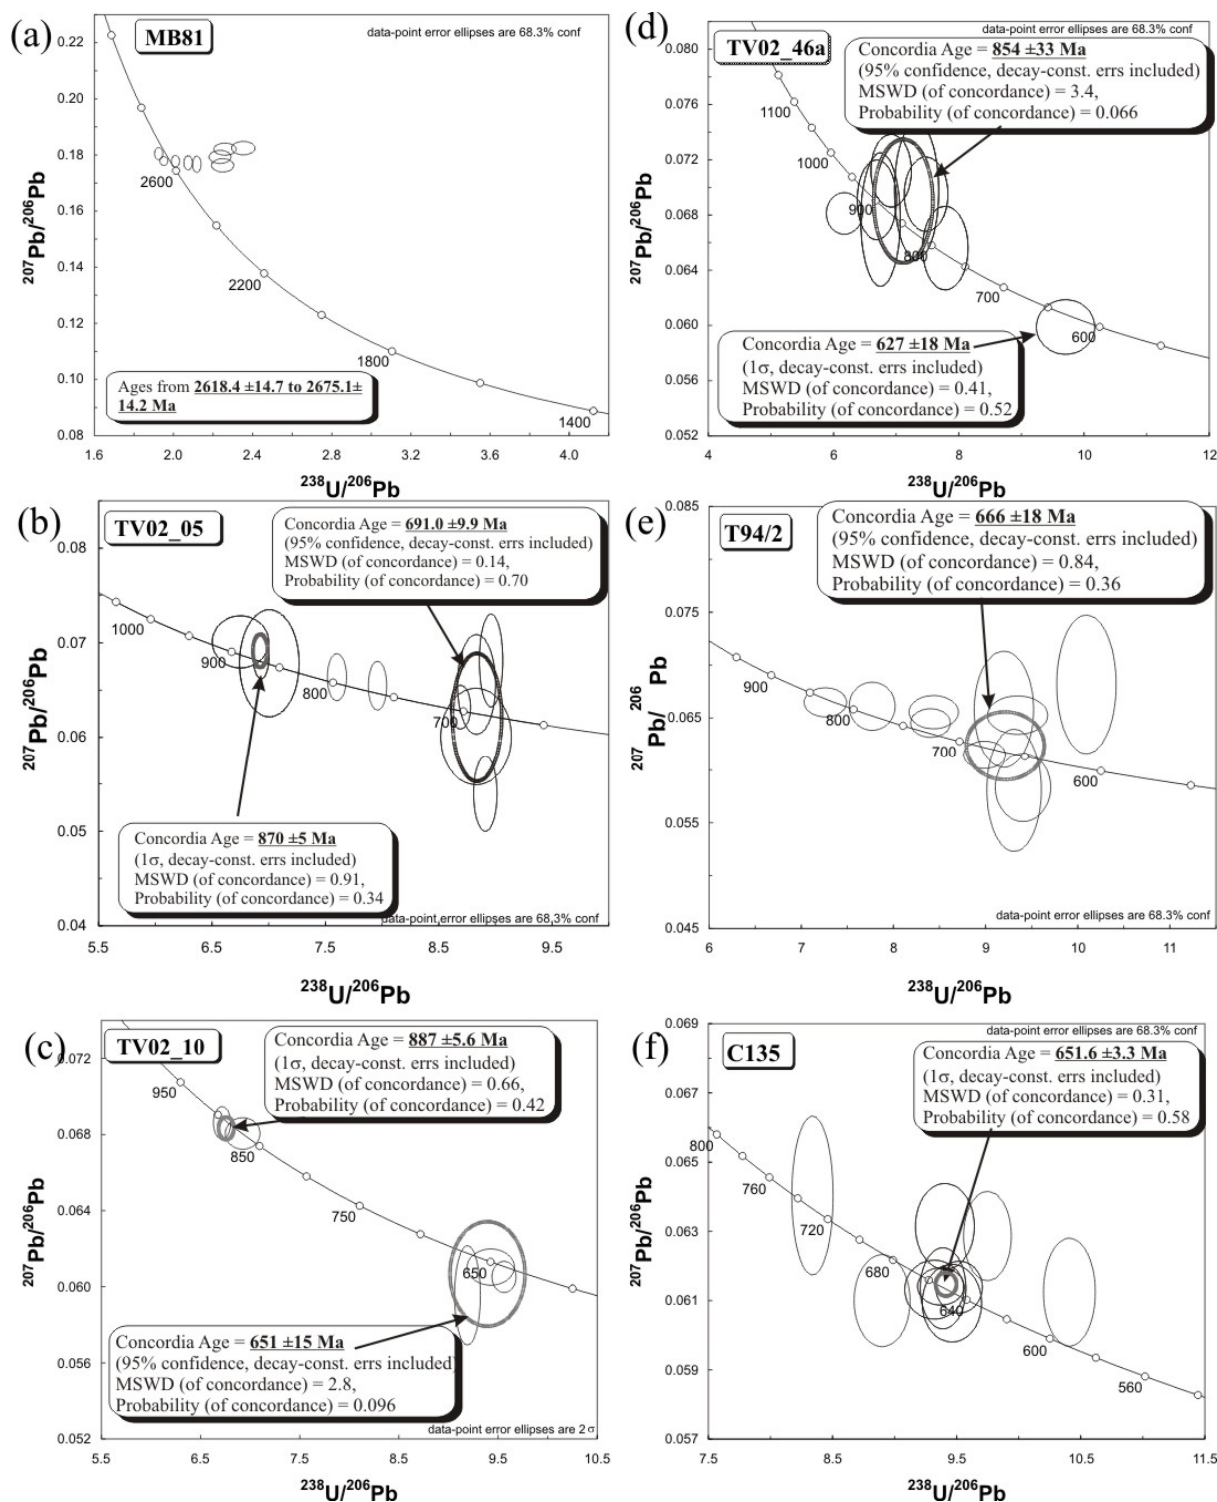 (a)
MB81
data-point error ellipses are 68.3% conf
0.22
0.20
0.18
0.16
0.14
0.12
0.10
0.08
2600
2200
1800
1400
Ages from 2618.4 ±14.7 to 2675.1±
14.2 Ma
1.6
2.0
2.4
2.8
3.2
3.6
4.0
207Pb/206Pb
238U/206Pb
(d)
TV02_46a
data-point error ellipses are 68.3% conf
Concordia Age = 854 ±33 Ma
(95% confidence, decay-const. errs included)
MSWD (of concordance) = 3.4,
Probability (of concordance) = 0.066
0.080
0.076
0.072
0.068
0.064
0.060
0.056
0.052
1100
1000
900
800
700
600
Concordia Age = 627 ±18 Ma
(1σ, decay-const. errs included)
MSWD (of concordance) = 0.41,
Probability (of concordance) = 0.52
4
6
8
10
12
207Pb/206Pb
238U/206Pb
(b)
TV02_05
Concordia Age = 691.0 ±9.9 Ma
(95% confidence, decay-const. errs included)
MSWD (of concordance) = 0.14,
Probability (of concordance) = 0.70
0.08
0.07
0.06
0.05
0.04
1000
900
800
700
Concordia Age = 870 ±5 Ma
(1σ, decay-const. errs included)
MSWD (of concordance) = 0.91,
Probability (of concordance) = 0.34
data-point error ellipses are 68,3% conf
5.5
6.5
7.5
8.5
9.5
207Pb/206Pb
238U/206Pb
(e)
T94/2
Concordia Age = 666 ±18 Ma
(95% confidence, decay-const. errs included)
MSWD (of concordance) = 0.84,
Probability (of concordance) = 0.36
0.085
0.075
0.065
0.055
0.045
900
800
700
600
data-point error ellipses are 68.3% conf
6
7
8
9
10
11
207Pb/ 206Pb
238U/206Pb
(c)
TV02_10
Concordia Age = 887 ±5.6 Ma
(1σ, decay-const. errs included)
MSWD (of concordance) = 0.66,
Probability (of concordance) = 0.42
0.072
0.068
0.064
0.060
0.056
0.052
950
850
750
650
Concordia Age = 651 ±15 Ma
(95% confidence, decay-const. errs included)
MSWD (of concordance) = 2.8,
Probability (of concordance) = 0.096
data-point error ellipses are 2σ
5.5
6.5
7.5
8.5
9.5
10.5
207Pb/206Pb
238U/206Pb
(f)
C135
data-point error ellipses are 68.3% conf
Concordia Age = 651.6 ±3.3 Ma
(1σ, decay-const. errs included)
MSWD (of concordance) = 0.31,
Probability (of concordance) = 0.58
0.069
0.067
0.065
0.063
0.061
0.059
0.057
800
760
720
680
640
600
560
7.5
8.5
9.5
10.5
11.5
207Pb/206Pb
238U/206Pb